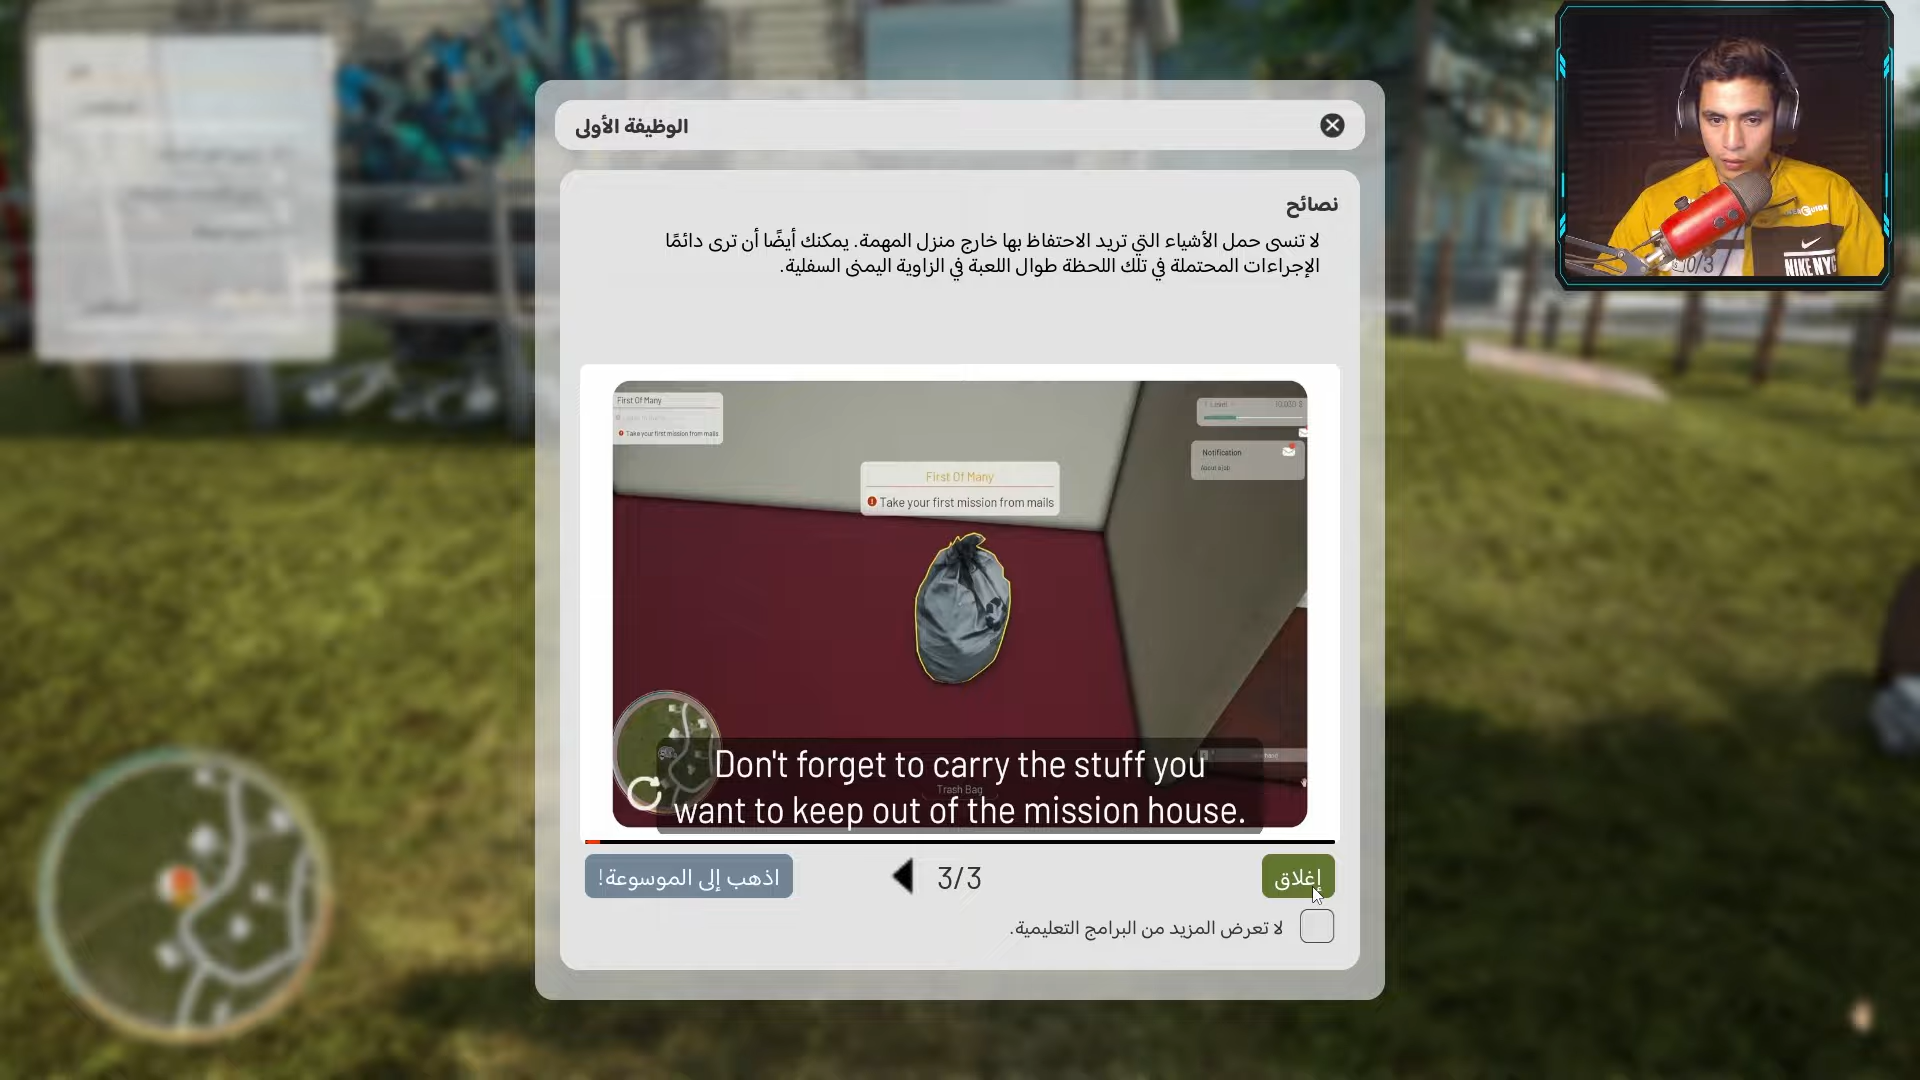 الوظيفة الأولى
نصائح
لا تنسى حمل الأشياء التي تريد الاحتفاظ بها خارج منزل المهمة. يمكنك أيضًا أن ترى دائمًا
الإجراءات المحتملة في تلك اللحظة طوال اللعبة في الزاوية اليمنى السفلية.
First Of Many
Take your first mission from mails
Notification
First Of Many
Take your first mission from mails
Trash Bag
Don't forget to carry the stuff you
want to keep out of the mission house.
إغلاق
3/3
اذهب إلى الموسوعة!
لا تعرض المزيد من البرامج التعليمية.
0/3
NIKE NYC